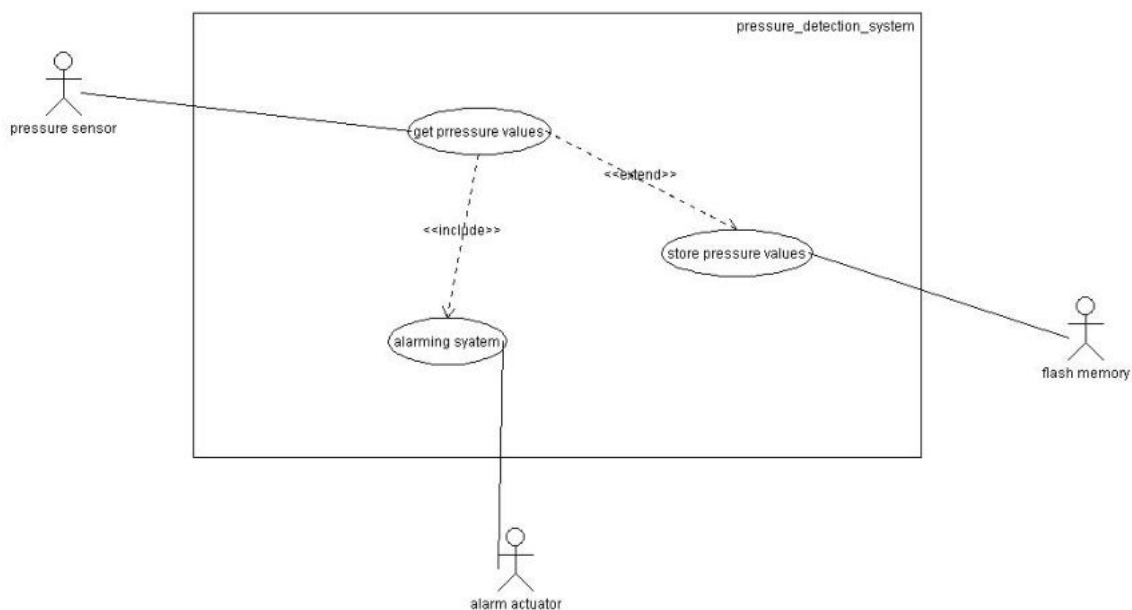 pressure_detection_system
pressure sensor
get prressure values
<<extend>>
<<include>>
store pressure values
alarming syatem
flash memory
alarm actuator